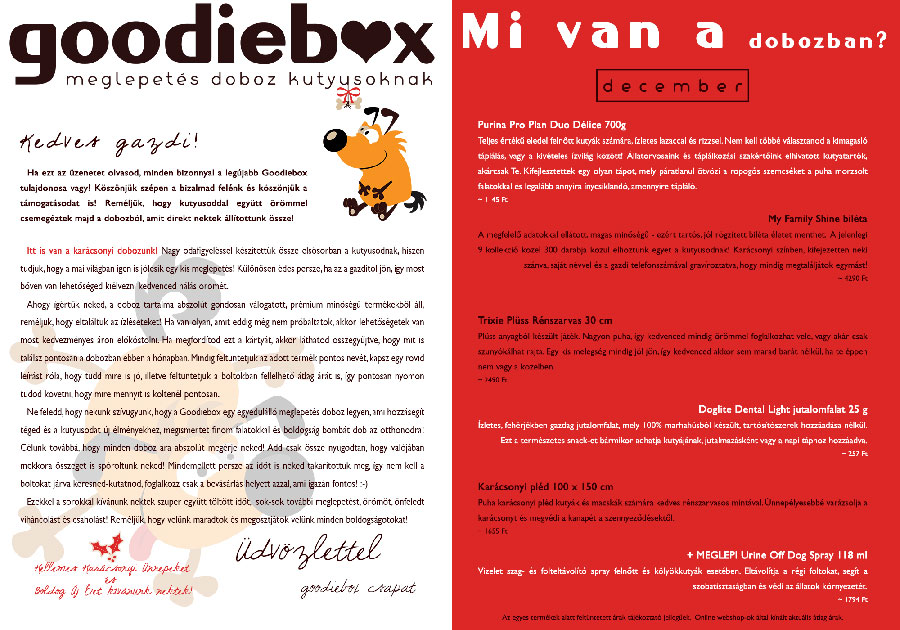 goodiebox
meglepetés doboz kutyusoknak
Kedves gazdi!
Ha ezt az üzenetet olvasod, minden bizonnyal a legújabb Goodiebox
tulajdonosa vagy! Köszönjük szépen a bizalmad felénk és köszönjük a
támogatásodat is! Reméljük, hogy kutyusoddal együtt örömmel
csemegéztek majd a dobozból, amit direkt nektek állítottunk össze!
Itt is van a karácsonyi dobozunk! Nagy odafigyeléssel készítettük össze elsősorban a kutyusodnak, hiszen
tudjuk, hogy a mai világban igen is jólesik egy kis meglepetés! Különösen édes persze, ha az a gazditól jön, így most
bőven van lehetőséged kiélvezni kedvenced hálás örömét.
Ahogy ígértük neked, a doboz tartalma abszolút gondosan válogatott, prémium minőségű termékekből áll,
reméljük, hogy eltaláltuk az ízléseteket! Ha van olyan, amit eddig még nem próbáltatok, akkor lehetőségetek van
most kedvezményes áron előkóstolni. Ha megfordítod ezt a kártyát, akkor láthatod összegyűjtve, hogy mit is
találsz pontosan a dobozban ebben a hónapban. Mindig feltüntetjük az adott termék pontos nevét, kapsz egy rövid
leírást róla, hogy tudd mire is jó, illetve feltüntetjük a boltokban fellelhető átlag árát is, így pontosan nyomon
tudod követni, hogy mire mennyit is költenél pontosan.
Ne feledd, hogy nekünk szívügyunk, hogy a Goodiebox egy egyedülálló meglepetés doboz legyen, ami hozzásegít
téged és a kutyusodat új élményekhez, megismertet finom falatokkal és boldogság bombát dob az otthonodra!
Célunk továbbá, hogy minden doboz ára abszolút megérje neked! Add csak össze nyugodtan, hogy valójában
mekkora összeget is spóroltunk neked! Mindemellett persze az időt is neked takarítottuk meg, így nem kell a
boltokat járva keresned-kutatnod, foglalkozz csak a bevásárlás helyett azzal, ami igazán fontos! :-)
Ezekkel a sorokkal kívánunk nektek szuper együtt töltött időt, sok-sok további meglepetést, örömöt, önfeledt
viháncolást és csaholást! Reméljük, hogy velünk maradtok és megosztjátok velünk minden boldogságotokat!
Kellemes Karácsonyi Ünnepeket
és
Boldog Új Évet kívánunk nektek!
Üdvözlettel
goodiebox csapat
Mi van a dobozban?
december
Purina Pro Plan Duo Délice 700g
Teljes értékű eledel felnőtt kutyák számára, ízletes lazaccal és rizzsel. Nem kell többé választanod a kimagasló
táplálás, vagy a kivételes ízvilág között! Állatorvosaink és táplálkozási szakértőink elhivatott kutyatartók,
akárcsak Te. Kifejlesztettek egy olyan tápot, mely páratlanul ötvözi a ropogós szemcséket a puha morzsolt
falatokkal és legalább annyira ínycsiklandó, amennyire tápláló.
~ 1145 Ft
My Family Shine biléta
A megfelelő adatokkal ellátott, magas minőségű - ezért tartós, jól rögzített biléta életet menthet. A jelenlegi
9 kollekció közel 300 darabja közül elhoztunk egyet a kutyusodnak! Karácsonyi színben, kifejezetten neki
szánva, saját névvel és a gazdi telefonszámával gravíroztatva, hogy mindig megtaláljátok egymást!
~ 4290 Ft
Trixie Plüss Rénszarvas 30 cm
Plüss anyagból készült játék. Nagyon puha, így kedvenced mindig örömmel foglalkozhat vele, vagy akár csak
szunyókálhat rajta. Egy kis melegség mindig jól jön, így kedvenced akkor sem marad barát nélkül, ha te éppen
nem vagy a közelben.
~ 2490 Ft
Doglite Dental Light jutalomfalat 25 g
Ízletes, fehérjékben gazdag jutalomfalat, mely 100% marhahúsból készült, tartósítószerek hozzáadása nélkül.
Ezt a természetes snack-et bármikor adhatja kutyájának, jutalmazásként vagy a napi táphoz hozzáadva.
~ 257 Ft
Karácsonyi pléd 100 x 150 cm
Puha karácsonyi pléd kutyák és macskák számára kedves rénszarvasos mintával. Ünnepélyesebbé varázsolja a
karácsonyt és megvédi a kanapét a szennyeződésektől.
~ 1655 Ft
+ MEGLEPI Urine Off Dog Spray 118 ml
Vizelet szag- és folteltávolító spray felnőtt és kölyökkutyák esetében. Eltávolítja a régi foltokat, segít a
szobatisztaságban és védi az állatok környezetét.
~ 1794 Ft
Az egyes termékek alatt feltüntetett árak tájékoztató jellegűek. Online webshop-ok által kínált aktuális átlag árak.